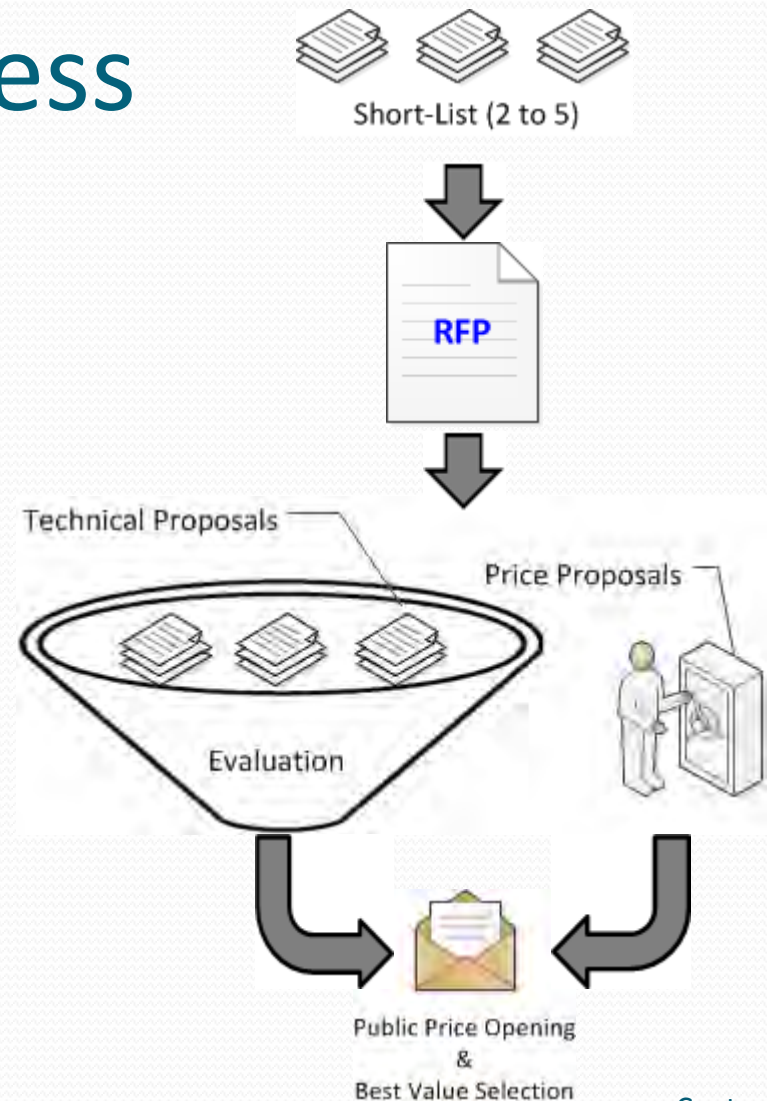 ess
Short-List (2 to 5)
RFP
Technical Proposals
Price Proposals
Evaluation
Public Price Opening
&
Best Value Selection